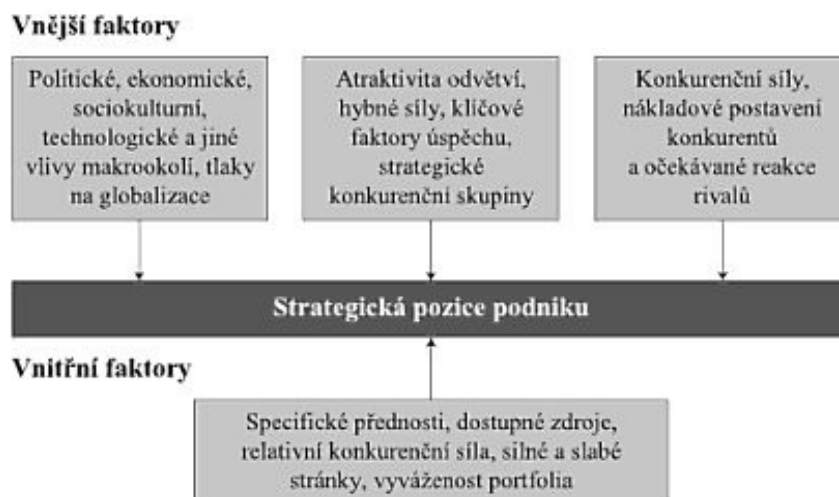 Vnější faktory
Politické, ekonomické,
sociokulturní,
technologické a jiné
vlivy makrookolí, tlaky
na globalizace
Atraktivita odvětví,
hybné síly, klíčové
faktory úspěchu,
strategické
konkurenční skupiny
Konkurenční síly,
nákladové postavení
konkurentů
a očekávané reakce
rivalů
Strategická pozice podniku
Vnitřní faktory
Specifické přednosti, dostupné zdroje,
relativní konkurenční síla, silné a slabé
stránky, vyváženost portfolia